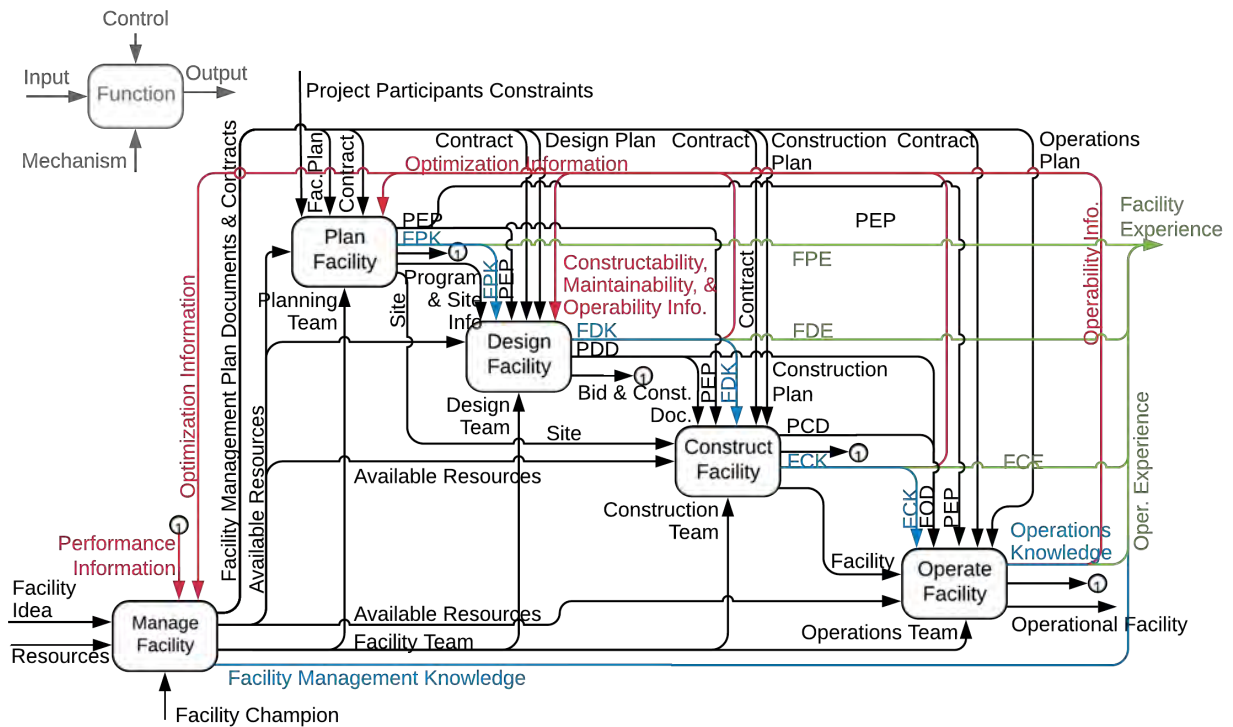 Control
Input
Function
Output
Mechanism
Project Participants Constraints
Facility Management Plan Documents & Contracts
Fac.Plan
Contract
Contract
Design Plan
Contract
Construction
Plan
Contract
Operations
Plan
Optimization Information
PEP
FPK
1
Plan
Facility
PEP
Facility
Experience
FPE
Program
& Site
Info
FPK
PEP
Constructability,
Maintainability, &
Operability Info.
Contract
Operability Info.
Planning
Team
Site
Optimization Information
Design
Facility
FDK
PDD
FDE
1
Bid & Const.
Doc.
PEP
FDK
Construction
Plan
Design
Team
Site
Available Resources
Available Resources
Construct
Facility
PCD
FCK
1
FCE
Oper. Experience
Construction
Team
FCK
FOD
PEP
Operations
Knowledge
1
Performance
Information
Facility
Idea
Resources
Manage
Facility
Facility
Operate
Facility
1
Available Resources
Facility Team
Operations Team
Operational Facility
Facility Management Knowledge
Facility Champion